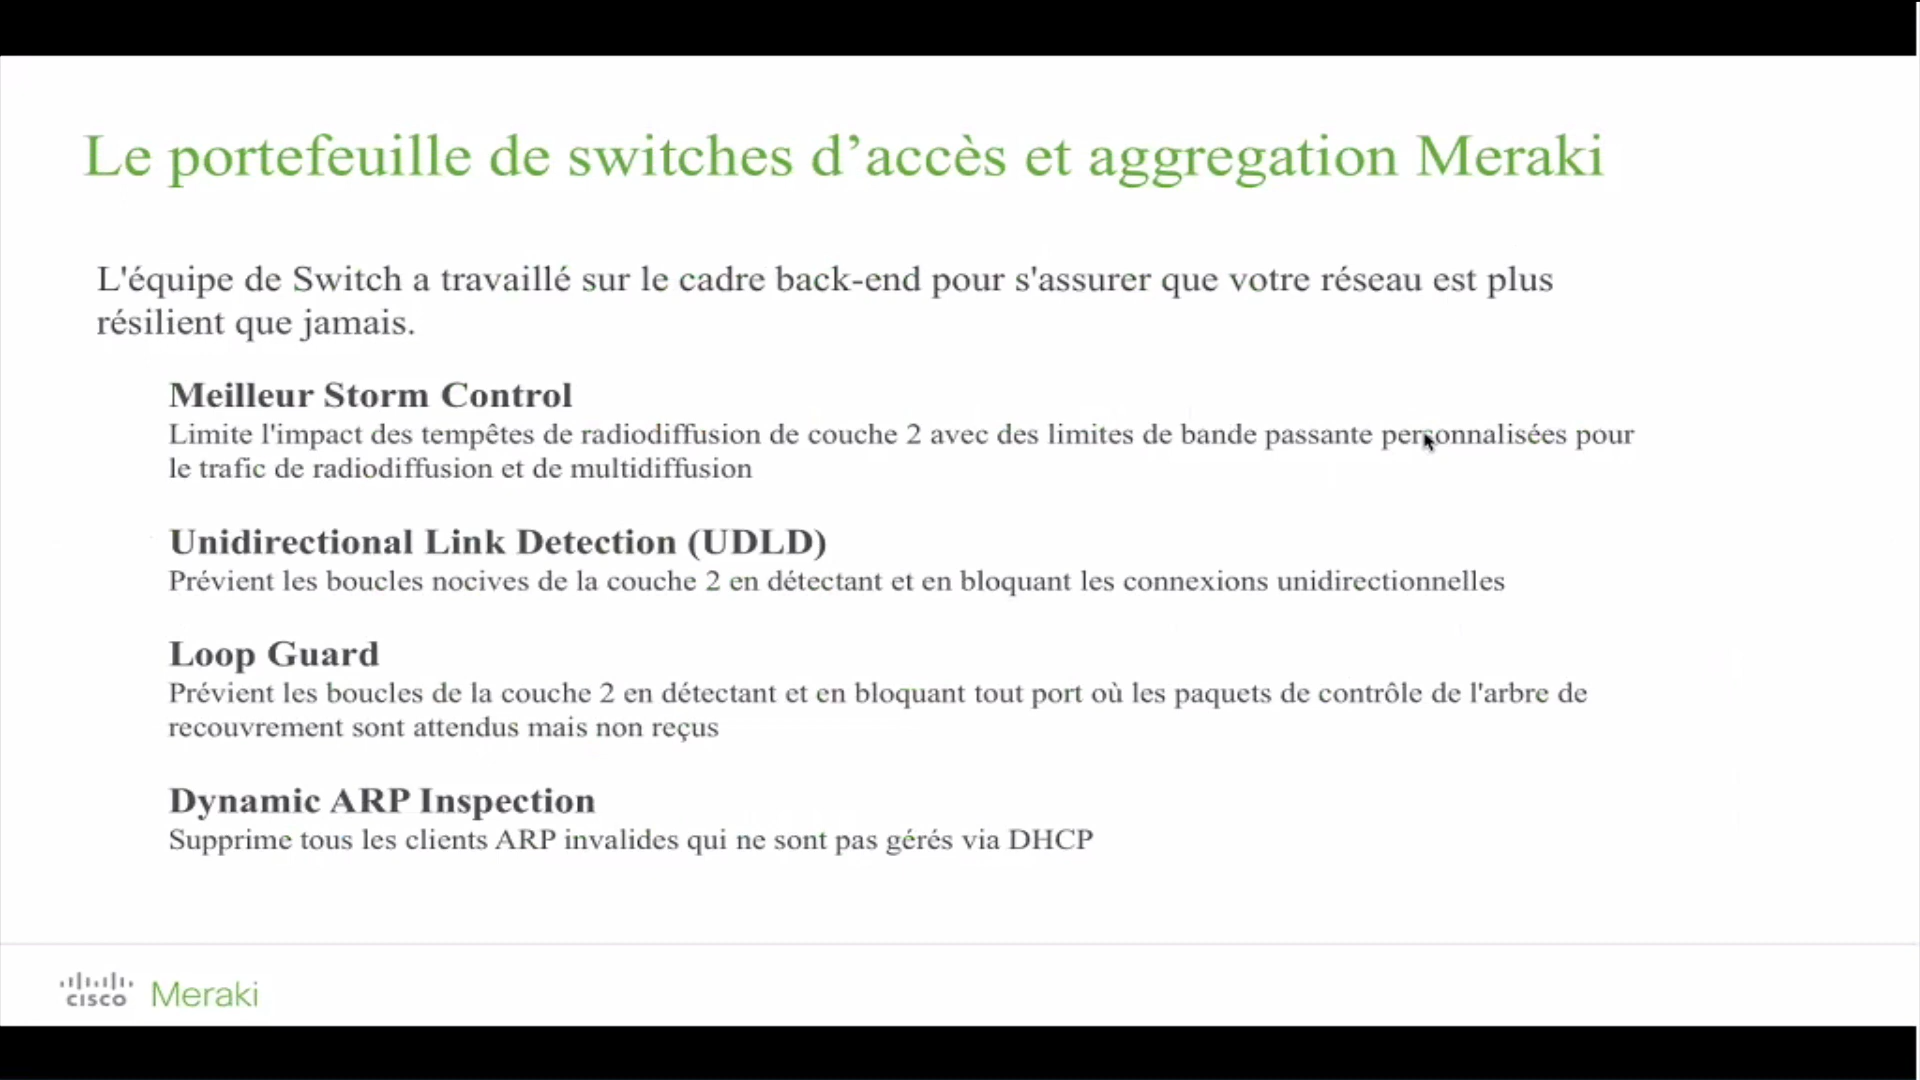 Le portefeuille de switches d’accès et aggregation Meraki
L'équipe de Switch a travaillé sur le cadre back-end pour s'assurer que votre réseau est plus
résilient que jamais.
Meilleur Storm Control
Limite l'impact des tempêtes de radiodiffusion de couche 2 avec des limites de bande passante personnalisées pour
le trafic de radiodiffusion et de multidiffusion
Unidirectional Link Detection (UDLD)
Prévient les boucles nocives de la couche 2 en détectant et en bloquant les connexions unidirectionnelles
Loop Guard
Prévient les boucles de la couche 2 en détectant et en bloquant tout port où les paquets de contrôle de l'arbre de
recouvrement sont attendus mais non reçus
Dynamic ARP Inspection
Supprime tous les clients ARP invalides qui ne sont pas gérés via DHCP
CISCO Meraki